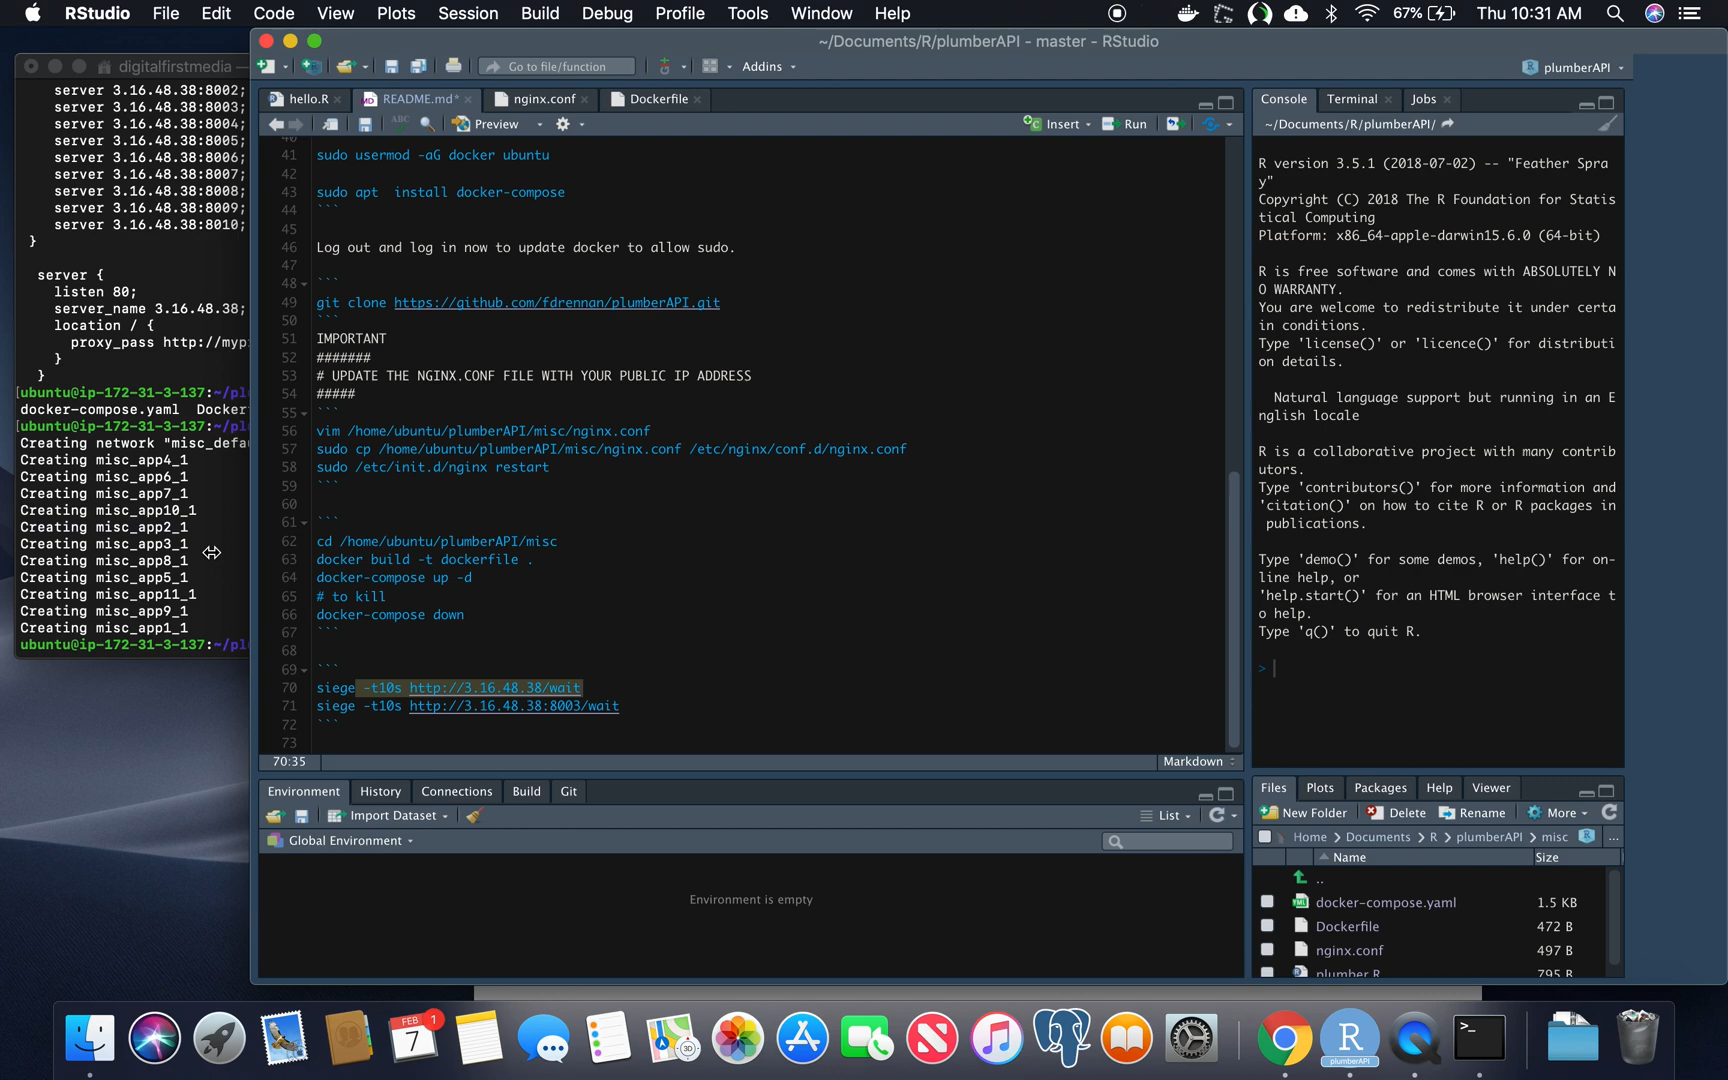 RStudio File Edit Code View Plots Session Build Debug Profile Tools Window Help 67% Thu 10:31 AM
~/Documents/R/plumberAPI - master - RStudio
digitalfirstmedia —
Go to file/function Addins plumberAPI
server 3.16.48.38:8002;
server 3.16.48.38:8003;
server 3.16.48.38:8004;
server 3.16.48.38:8005;
server 3.16.48.38:8006;
server 3.16.48.38:8007;
server 3.16.48.38:8008;
server 3.16.48.38:8009;
server 3.16.48.38:8010;
}
server {
listen 80;
server_name 3.16.48.38;
location / {
proxy_pass http://myp
}
}
[ubuntu@ip-172-31-3-137:~/pl
docker-compose.yaml Docker
[ubuntu@ip-172-31-3-137:~/pl
Creating network "misc_defa
Creating misc_app4_1
Creating misc_app6_1
Creating misc_app7_1
Creating misc_app10_1
Creating misc_app2_1
Creating misc_app3_1
Creating misc_app8_1
Creating misc_app5_1
Creating misc_app11_1
Creating misc_app9_1
Creating misc_app1_1
ubuntu@ip-172-31-3-137:~/pl
hello.R README.md* nginx.conf Dockerfile
ABC Preview Insert Run
40
41 sudo usermod -aG docker ubuntu
42
43 sudo apt  install docker-compose
44 ```
45
46 Log out and log in now to update docker to allow sudo.
47
48 ```
49 git clone https://github.com/fdrennan/plumberAPI.git
50 ```
51 IMPORTANT
52 #######
53 # UPDATE THE NGINX.CONF FILE WITH YOUR PUBLIC IP ADDRESS
54 #####
55 ```
56 vim /home/ubuntu/plumberAPI/misc/nginx.conf
57 sudo cp /home/ubuntu/plumberAPI/misc/nginx.conf /etc/nginx/conf.d/nginx.conf
58 sudo /etc/init.d/nginx restart
59 ```
60
61 ```
62 cd /home/ubuntu/plumberAPI/misc
63 docker build -t dockerfile .
64 docker-compose up -d
65 # to kill
66 docker-compose down
67 ```
68
69 ```
70 siege -t10s http://3.16.48.38/wait
71 siege -t10s http://3.16.48.38:8003/wait
72 ```
73
70:35 Markdown
Console Terminal Jobs
~/Documents/R/plumberAPI/
R version 3.5.1 (2018-07-02) -- "Feather Spra
y"
Copyright (C) 2018 The R Foundation for Statis
tical Computing
Platform: x86_64-apple-darwin15.6.0 (64-bit)
R is free software and comes with ABSOLUTELY N
O WARRANTY.
You are welcome to redistribute it under certa
in conditions.
Type 'license()' or 'licence()' for distributi
on details.
Natural language support but running in an E
nglish locale
R is a collaborative project with many contrib
utors.
Type 'contributors()' for more information and
'citation()' on how to cite R or R packages in
publications.
Type 'demo()' for some demos, 'help()' for on-
line help, or
'help.start()' for an HTML browser interface t
o help.
Type 'q()' to quit R.
>
Environment History Connections Build Git
Import Dataset List
Global Environment
Environment is empty
Files Plots Packages Help Viewer
New Folder Delete Rename More
Home Documents R plumberAPI misc ...
Name Size
..
docker-compose.yaml 1.5 KB
Dockerfile 472 B
nginx.conf 497 B
plumber.R 795 B
FEB 1
7
3D
R
plumberAPI
>_